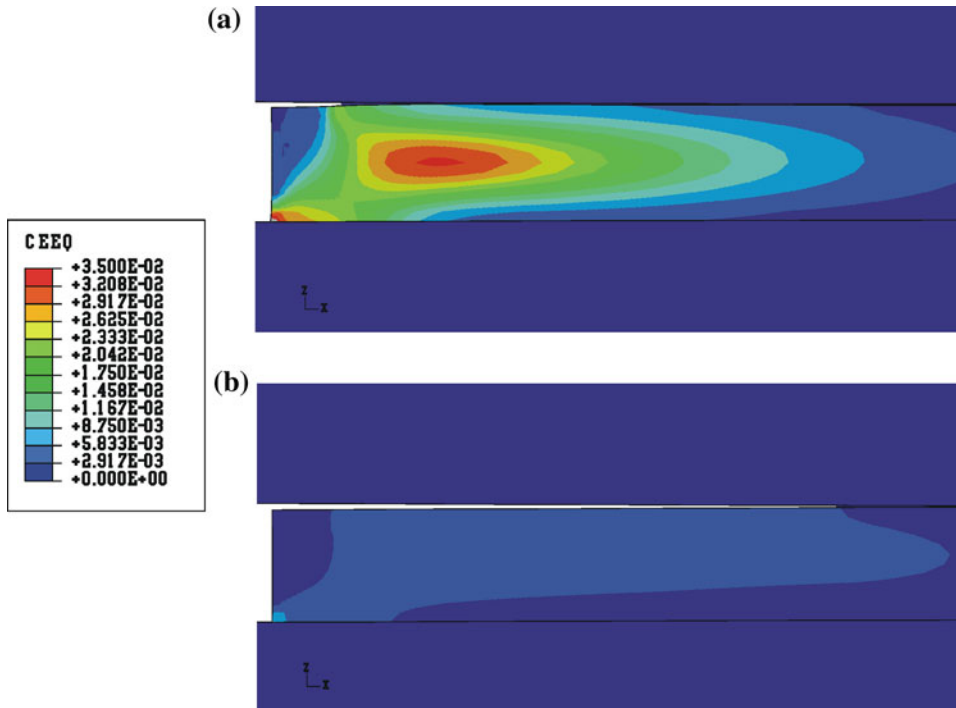 (a)
Z
X
CEEQ
+3.500E-02
+3.208E-02
+2.917E-02
+2.625E-02
+2.333E-02
+2.042E-02
+1.750E-02
+1.458E-02
+1.167E-02
+8.750E-03
+5.833E-03
+2.917E-03
+0.000E+00
(b)
Z
X